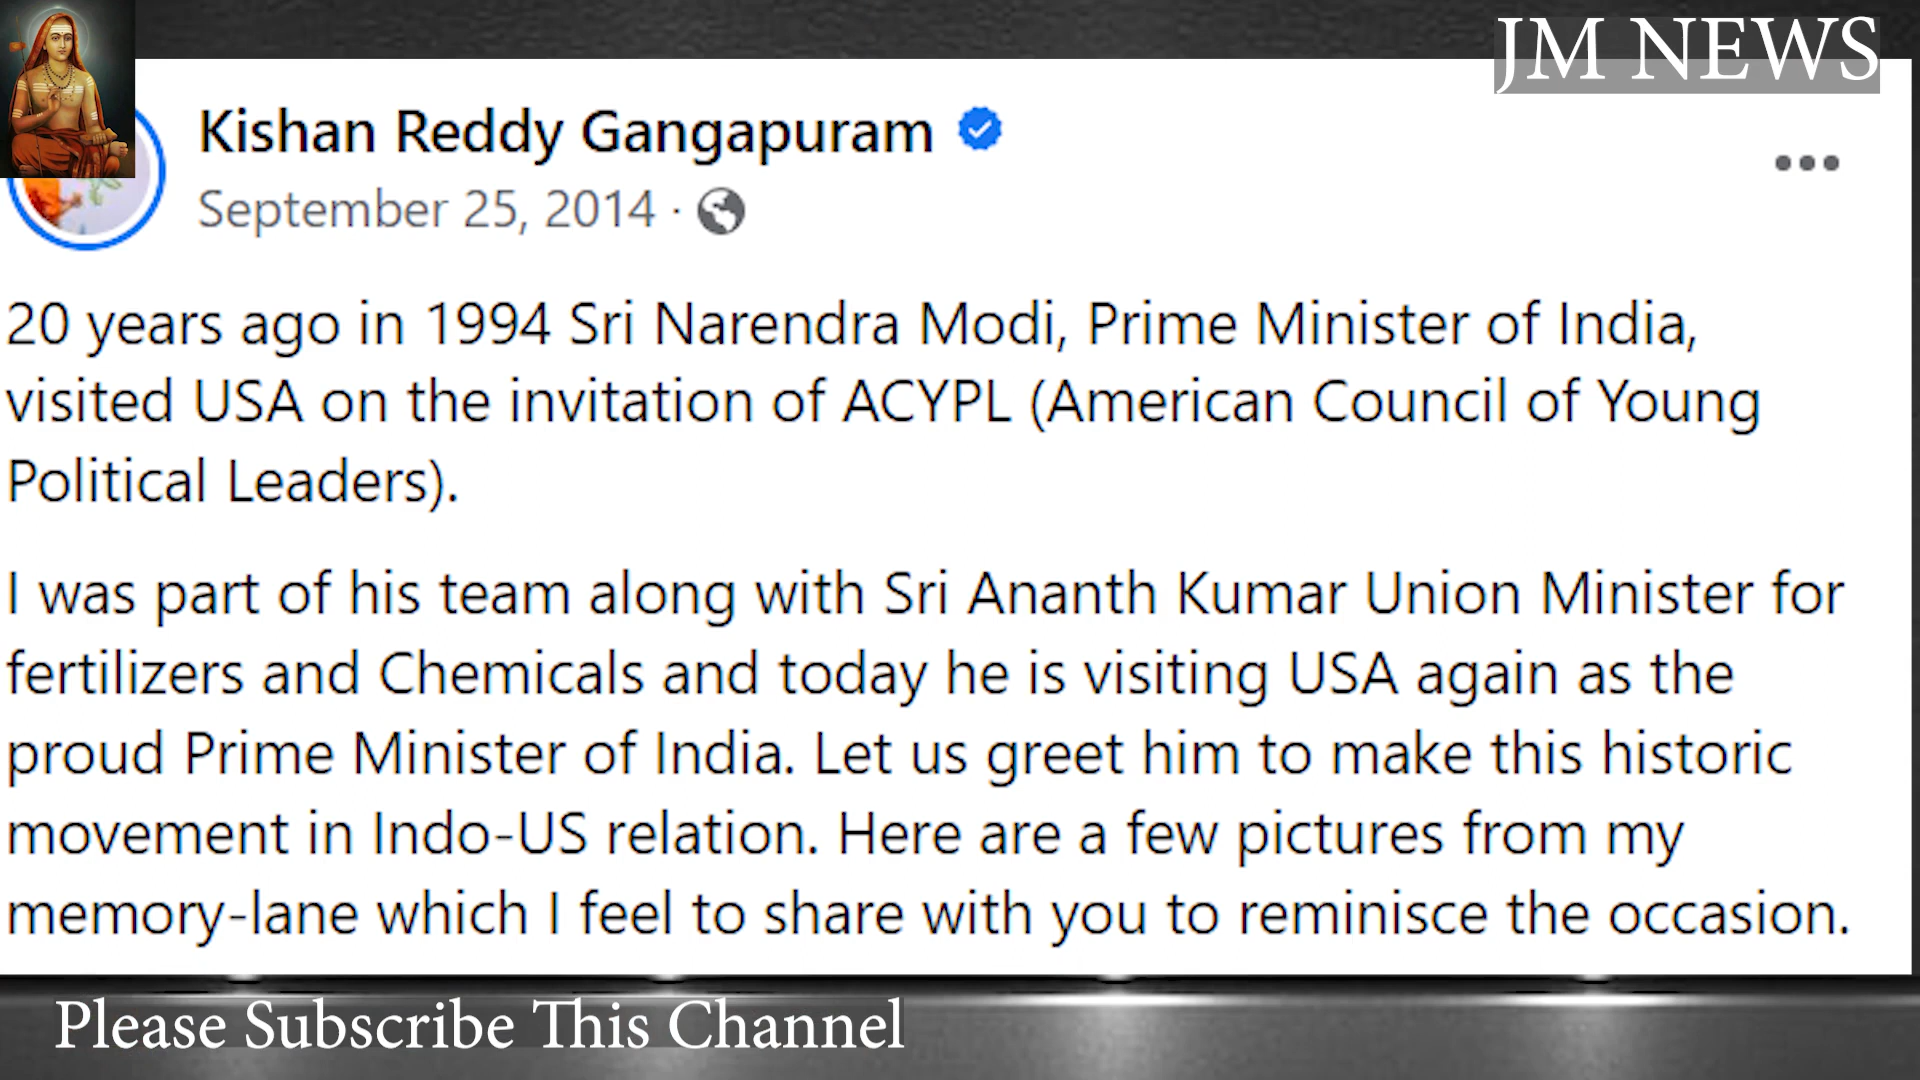 JM NEWS
Kishan Reddy Gangapuram
September 25, 2014 ·
20 years ago in 1994 Sri Narendra Modi, Prime Minister of India,
visited USA on the invitation of ACYPL (American Council of Young
Political Leaders).
I was part of his team along with Sri Ananth Kumar Union Minister for
fertilizers and Chemicals and today he is visiting USA again as the
proud Prime Minister of India. Let us greet him to make this historic
movement in Indo-US relation. Here are a few pictures from my
memory-lane which I feel to share with you to reminisce the occasion.
Please Subscribe This Channel